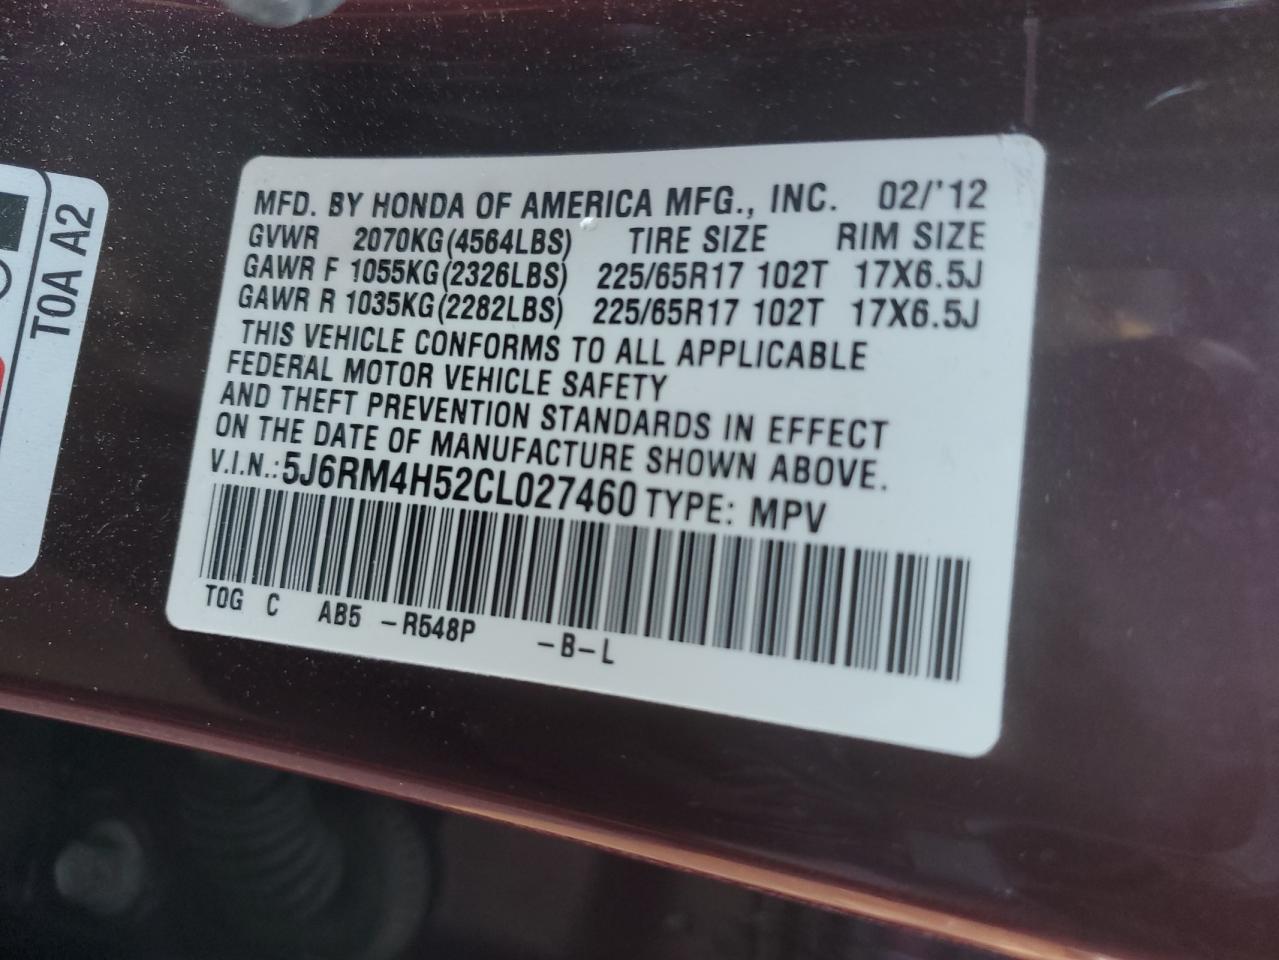 MFD. BY HONDA OF AMERICA MFG., INC. 02/'12
GVWR 2070KG(4564LBS) TIRE SIZE RIM SIZE
GAWR F 1055KG(2326LBS) 225/65R17 102T 17X6.5J
GAWR R 1035KG(2282LBS) 225/65R17 102T 17X6.5J
THIS VEHICLE CONFORMS TO ALL APPLICABLE
FEDERAL MOTOR VEHICLE SAFETY
AND THEFT PREVENTION STANDARDS IN EFFECT
ON THE DATE OF MANUFACTURE SHOWN ABOVE.
V.I.N.: 5J6RM4H52CL027460 TYPE: MPV
T0G C AB5 -R548P -B-L
T0A A2